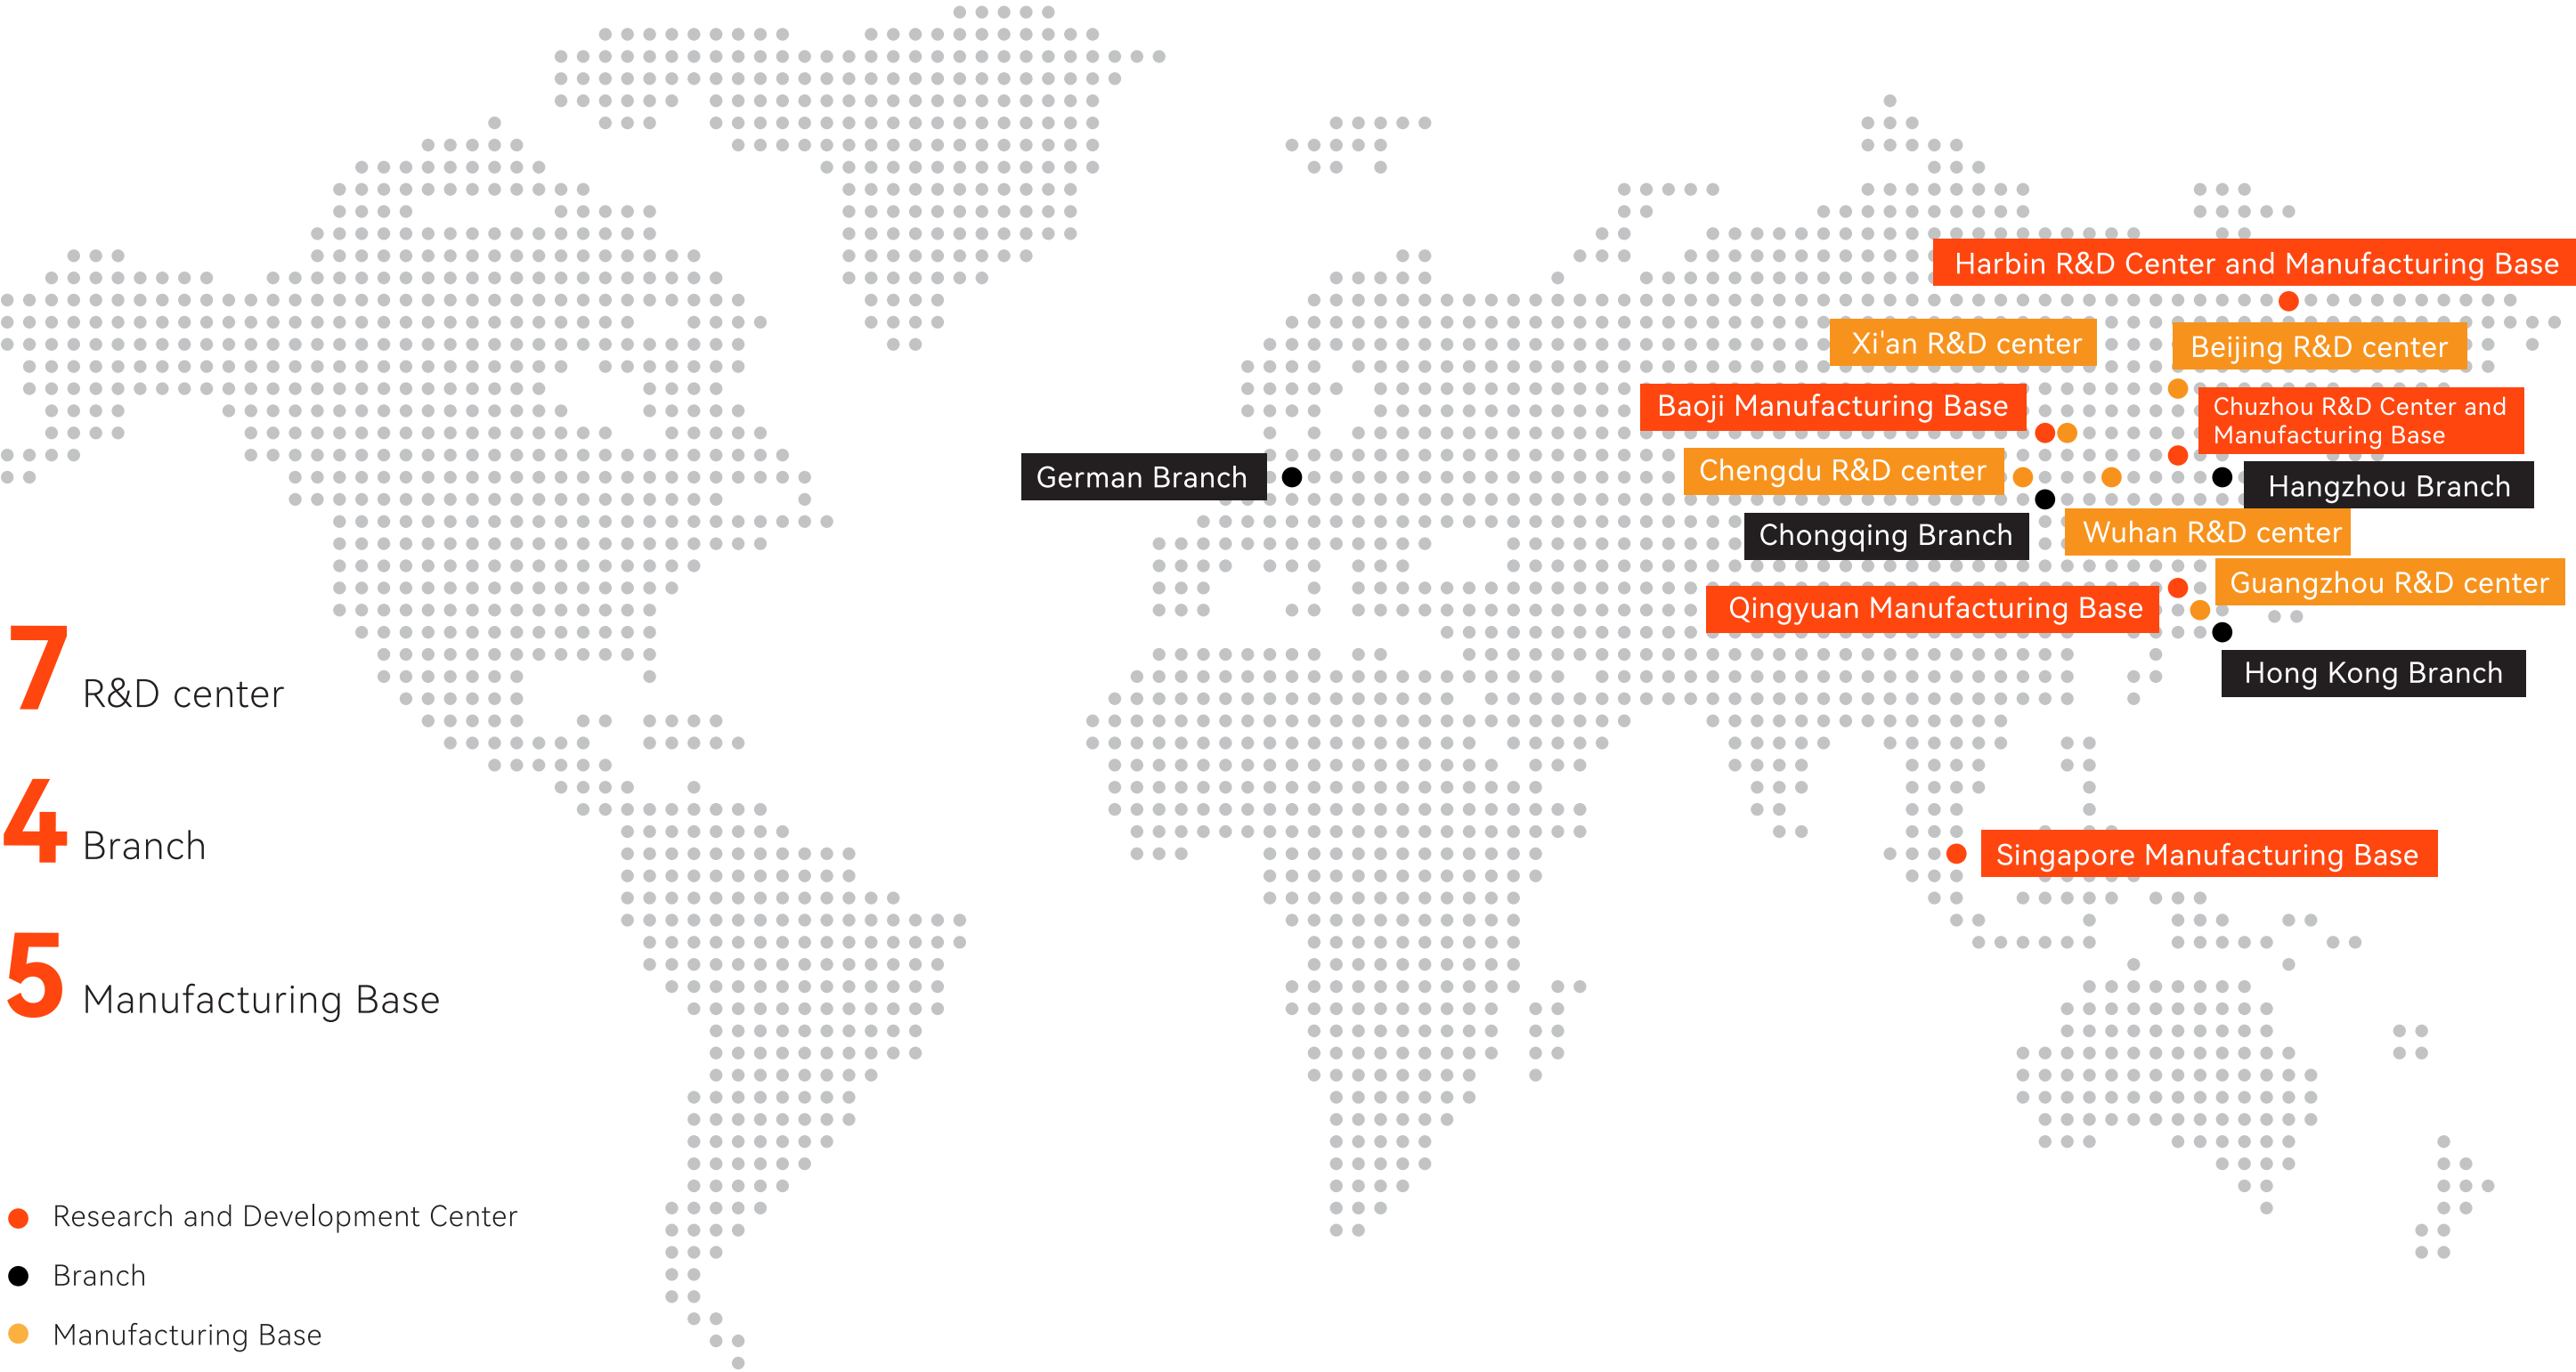 Harbin R&D Center and Manufacturing Base
Xi'an R&D center
Beijing R&D center
Baoji Manufacturing Base
Chuzhou R&D Center and
Manufacturing Base
German Branch
Chengdu R&D center
Hangzhou Branch
Chongqing Branch
Wuhan R&D center
Guangzhou R&D center
Qingyuan Manufacturing Base
Hong Kong Branch
Singapore Manufacturing Base
7 R&D center
4 Branch
5 Manufacturing Base
Research and Development Center
Branch
Manufacturing Base